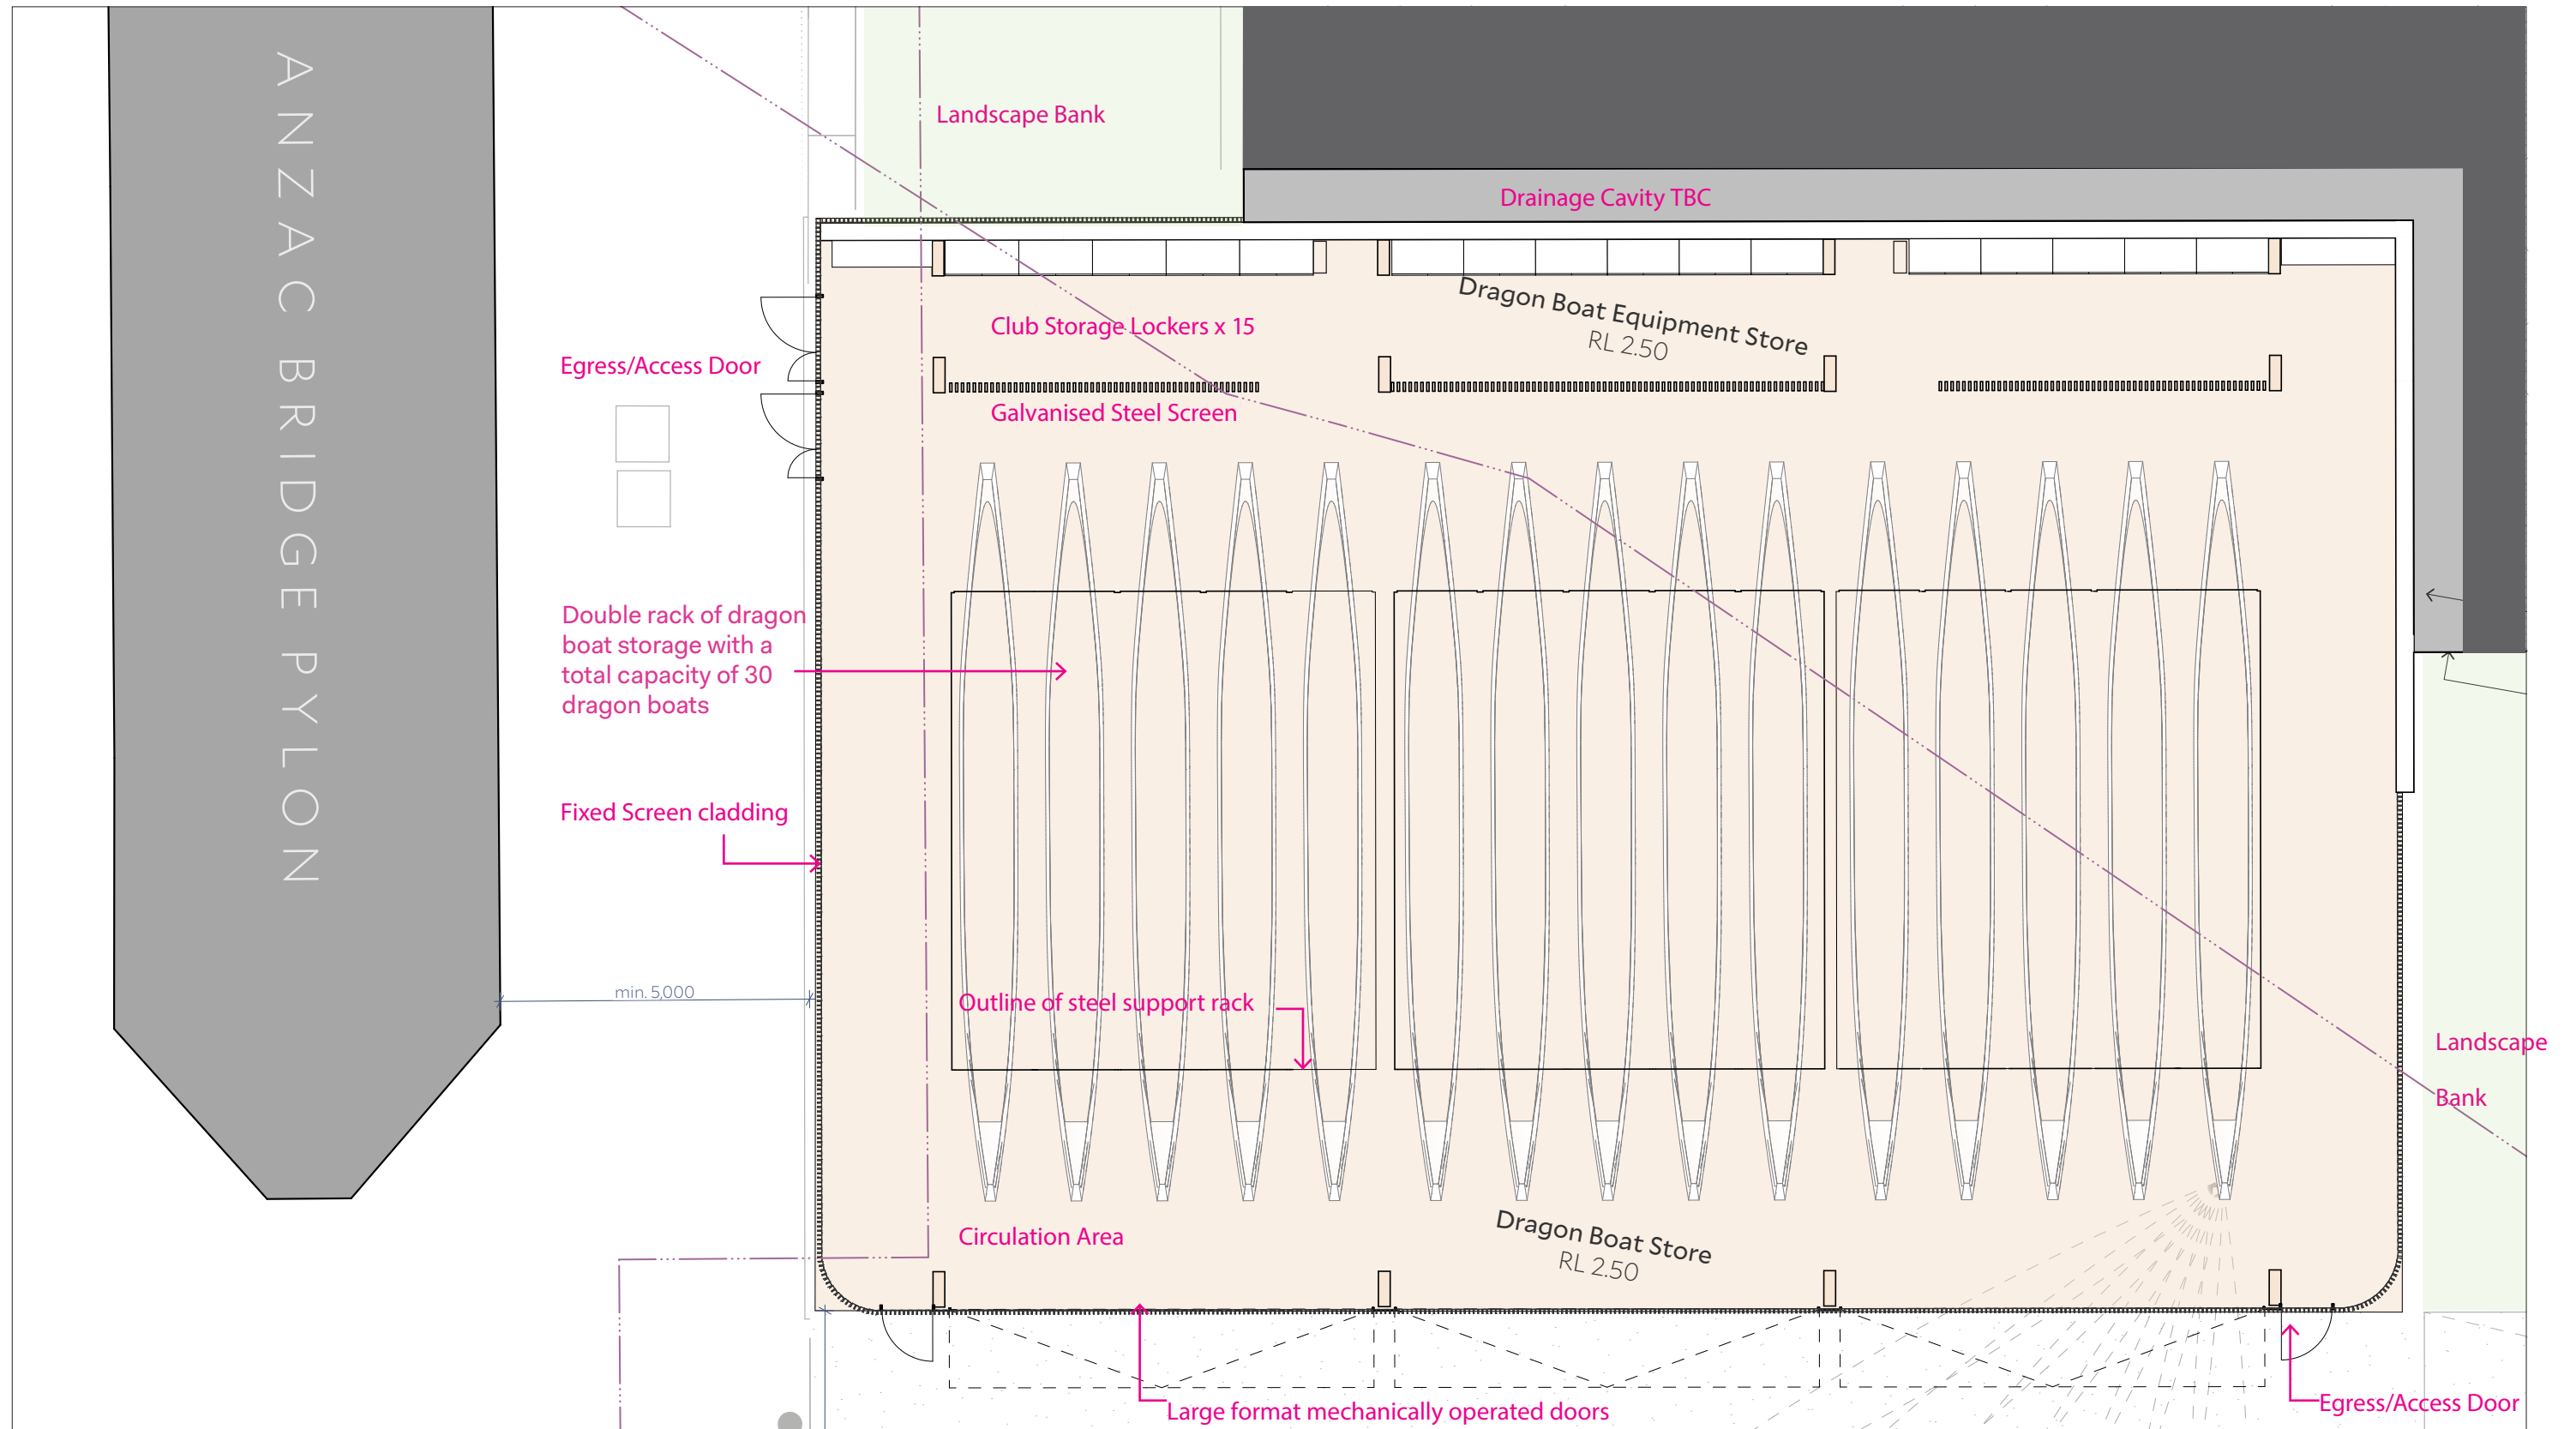 ANZAC BRIDGE PYLON
Landscape Bank
Drainage Cavity TBC
Dragon Boat Equipment Store
RL 2.50
Club Storage Lockers x 15
Egress/Access Door
Galvanised Steel Screen
Double rack of dragon
boat storage with a
total capacity of 30
dragon boats
Fixed Screen cladding
min. 5,000
Outline of steel support rack
Landscape
Bank
Circulation Area
Dragon Boat Store
RL 2.50
Large format mechanically operated doors
Egress/Access Door